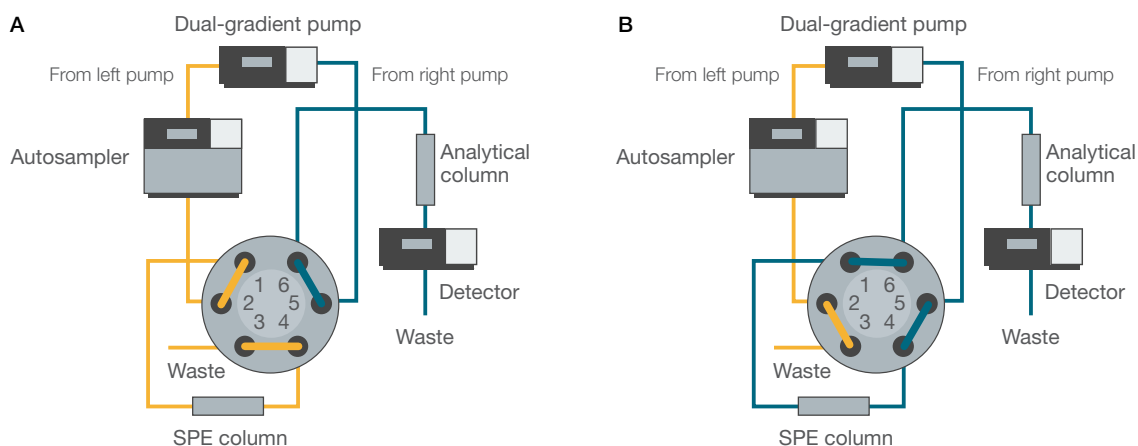 A
Dual-gradient pump
From left pump
From right pump
Autosampler
Analytical
column
1 6
2 5
3 4
Detector
Waste
Waste
SPE column
B
Dual-gradient pump
From left pump
From right pump
Autosampler
Analytical
column
1 6
2 5
3 4
Detector
Waste
Waste
SPE column